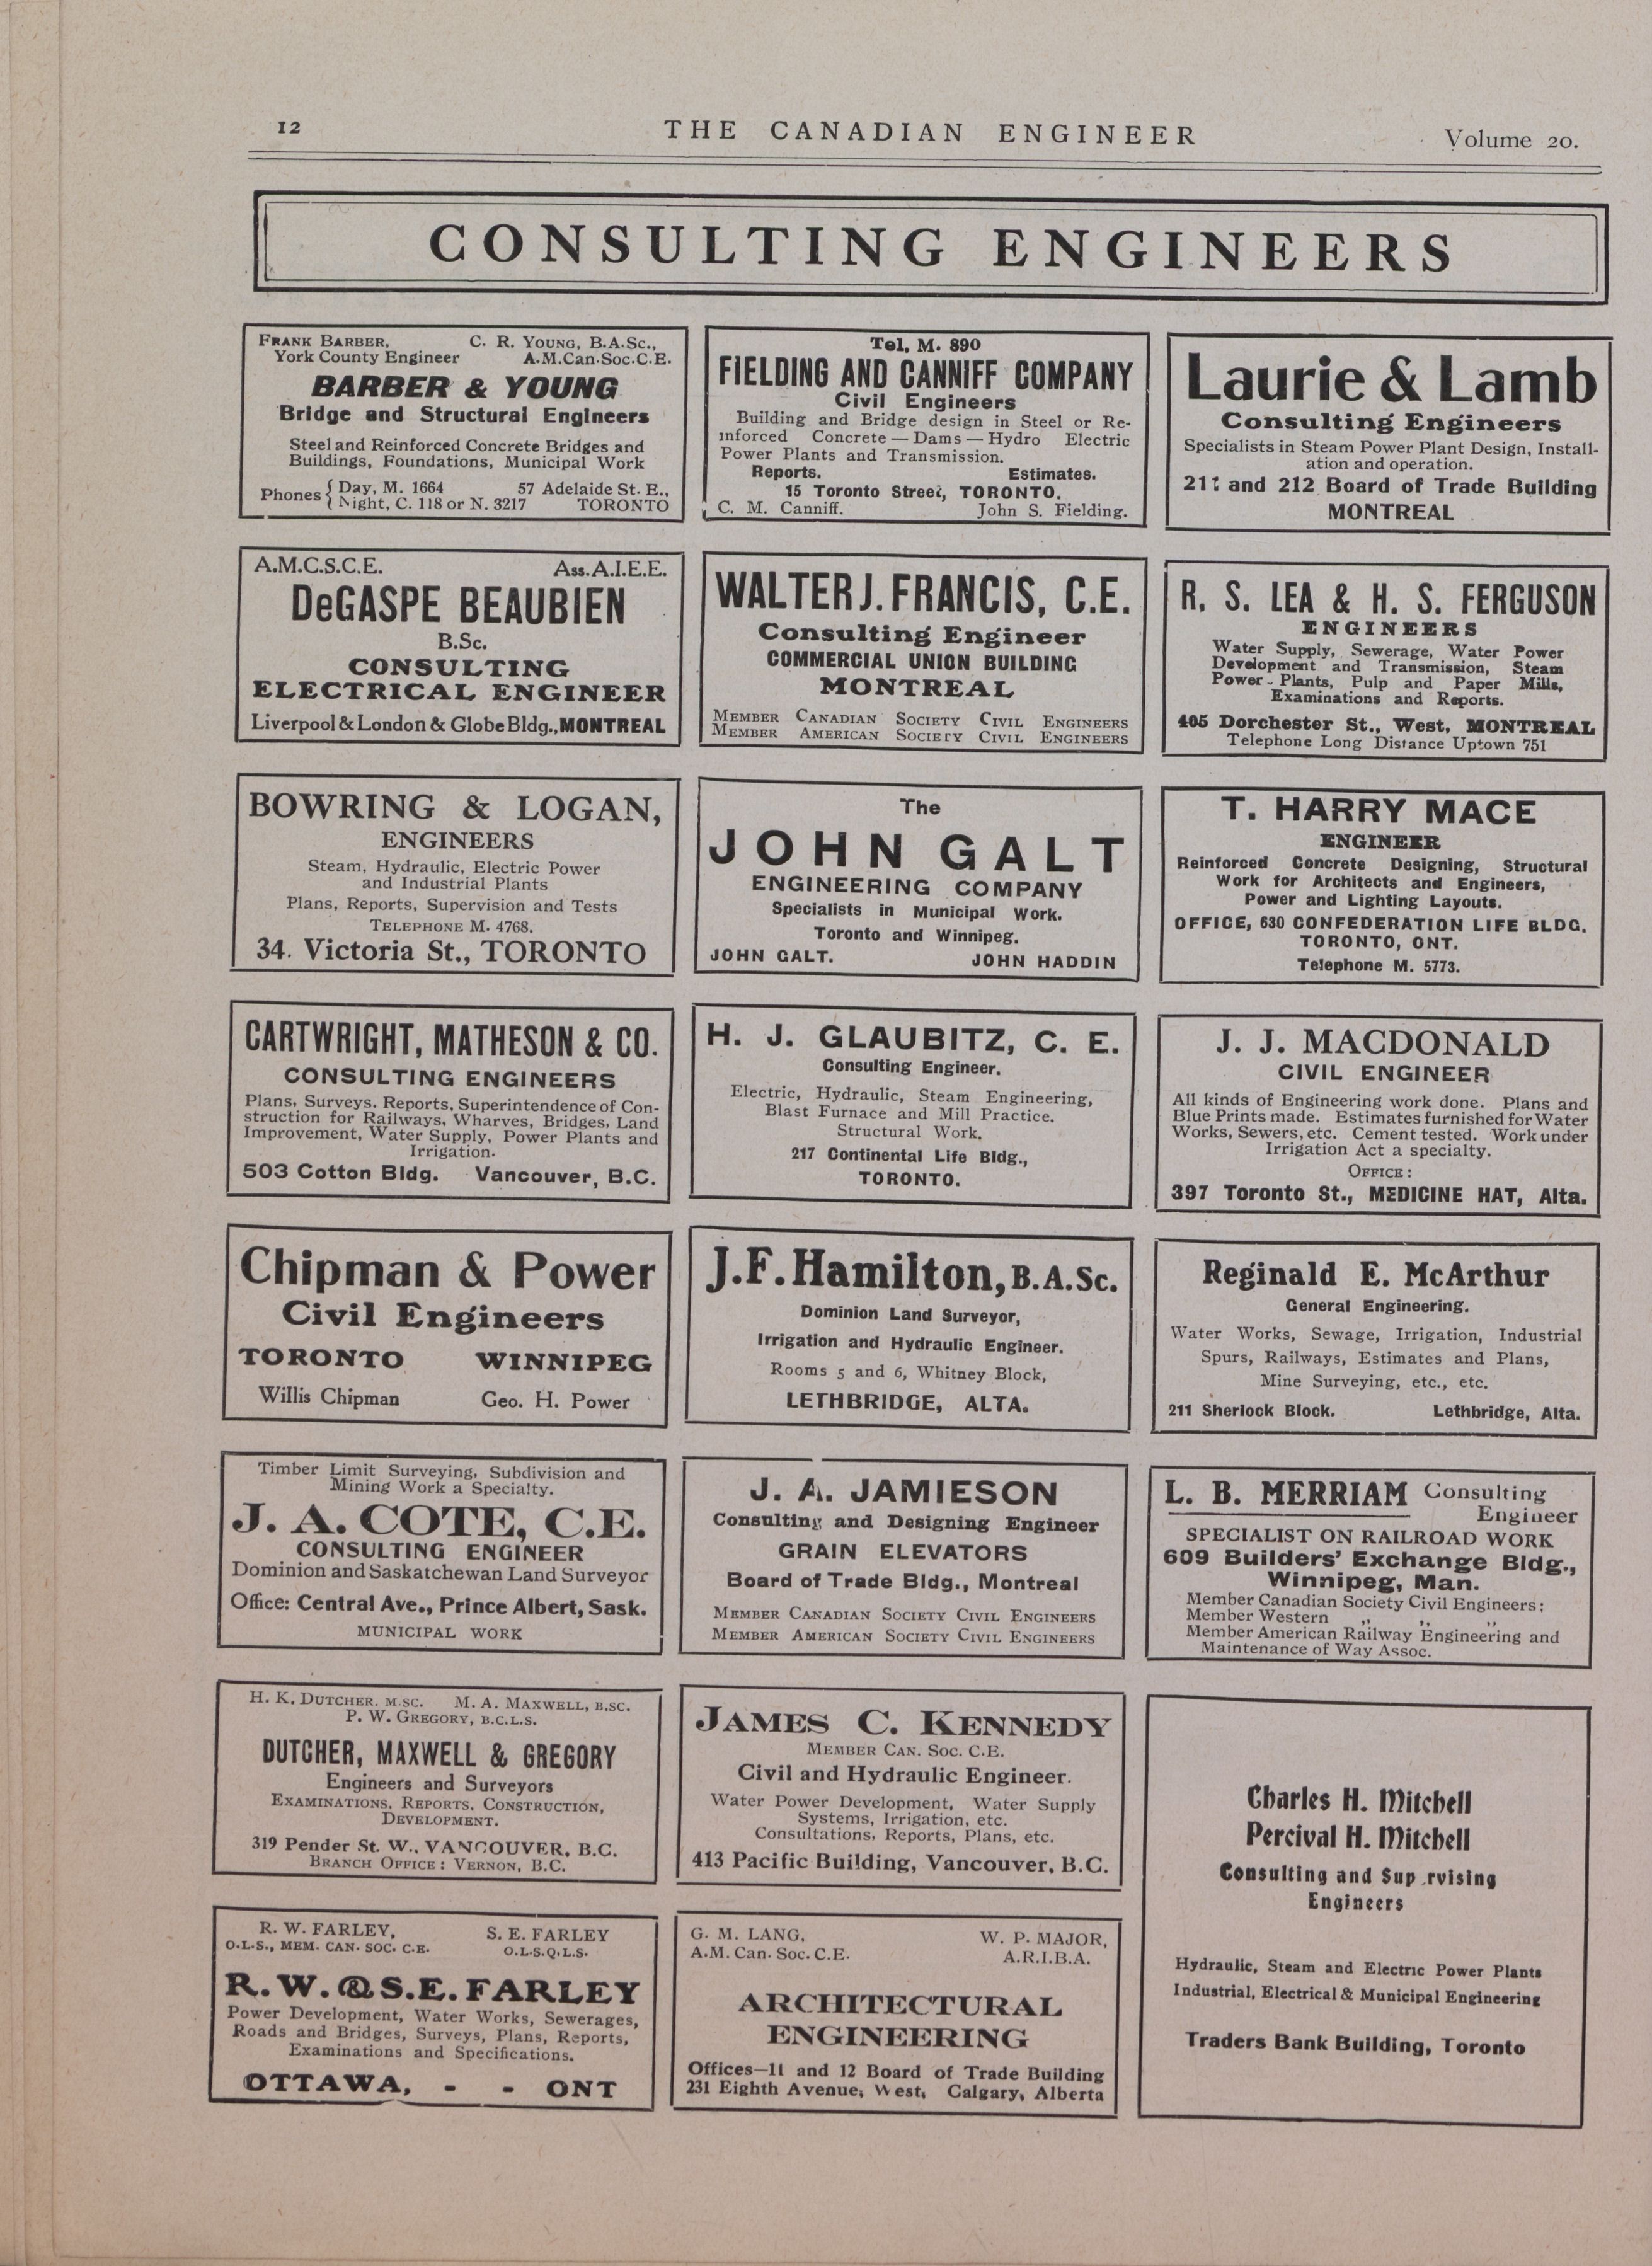 12
THE CANADIAN ENGINEER
Volume 20.
CONSULTING ENGINEERS
FRANK BARBER, C. R. YOUNG, B.A.Sc.,
York County Engineer A.M.Can.Soc.C.E.
BARBER & YOUNG
Bridge and Structural Engineers
Steel and Reinforced Concrete Bridges and
Buildings, Foundations, Municipal Work
Phones { Day, M. 1664 57 Adelaide St. E.,
Night, C. 118 or N. 3217 TORONTO
Tel. M. 890
FIELDING AND CANNIFF COMPANY
Civil Engineers
Building and Bridge design in Steel or Re-
inforced Concrete — Dams — Hydro Electric
Power Plants and Transmission.
Reports. Estimates.
15 Toronto Street, TORONTO.
C. M. Canniff. John S. Fielding.
Laurie & Lamb
Consulting Engineers
Specialists in Steam Power Plant Design, Install-
ation and operation.
211 and 212 Board of Trade Building
MONTREAL
A.M.C.S.C.E. Ass.A.I.E.E.
DeGASPE BEAUBIEN
B.Sc.
CONSULTING
ELECTRICAL ENGINEER
Liverpool & London & Globe Bldg., MONTREAL
WALTER J. FRANCIS, C.E.
Consulting Engineer
COMMERCIAL UNION BUILDING
MONTREAL
MEMBER CANADIAN SOCIETY CIVIL ENGINEERS
MEMBER AMERICAN SOCIETY CIVIL ENGINEERS
R. S. LEA & H. S. FERGUSON
ENGINEERS
Water Supply, Sewerage, Water Power
Development and Transmission, Steam
Power Plants, Pulp and Paper Mills,
Examinations and Reports.
405 Dorchester St., West, MONTREAL
Telephone Long Distance Uptown 751
BOWRING & LOGAN,
ENGINEERS
Steam, Hydraulic, Electric Power
and Industrial Plants
Plans, Reports, Supervision and Tests
TELEPHONE M. 4768.
34. Victoria St., TORONTO
The
JOHN GALT
ENGINEERING COMPANY
Specialists in Municipal Work.
Toronto and Winnipeg.
JOHN GALT. JOHN HADDIN
T. HARRY MACE
ENGINEER
Reinforced Concrete Designing, Structural
Work for Architects and Engineers,
Power and Lighting Layouts.
OFFICE, 630 CONFEDERATION LIFE BLDG.
TORONTO, ONT.
Telephone M. 5773.
CARTWRIGHT, MATHESON & CO.
CONSULTING ENGINEERS
Plans, Surveys. Reports, Superintendence of Con-
struction for Railways, Wharves, Bridges, Land
Improvement, Water Supply, Power Plants and
Irrigation.
503 Cotton Bldg. Vancouver, B.C.
H. J. GLAUBITZ, C. E.
Consulting Engineer.
Electric, Hydraulic, Steam Engineering,
Blast Furnace and Mill Practice.
Structural Work,
217 Continental Life Bldg.,
TORONTO.
J. J. MACDONALD
CIVIL ENGINEER
All kinds of Engineering work done. Plans and
Blue Prints made. Estimates furnished for Water
Works, Sewers, etc. Cement tested. Work under
Irrigation Act a specialty.
OFFICE:
397 Toronto St., MEDICINE HAT, Alta.
Chipman & Power
Civil Engineers
TORONTO WINNIPEG
Willis Chipman Geo. H. Power
J.F. Hamilton, B.A.Sc.
Dominion Land Surveyor,
Irrigation and Hydraulic Engineer.
Rooms 5 and 6, Whitney Block,
LETHBRIDGE, ALTA.
Reginald E. McArthur
General Engineering.
Water Works, Sewage, Irrigation, Industrial
Spurs, Railways, Estimates and Plans,
Mine Surveying, etc., etc.
211 Sherlock Block. Lethbridge, Alta.
Timber Limit Surveying, Subdivision and
Mining Work a Specialty.
J. A. COTE, C.E.
CONSULTING ENGINEER
Dominion and Saskatchewan Land Surveyor
Office: Central Ave., Prince Albert, Sask.
MUNICIPAL WORK
J. A. JAMIESON
Consulting and Designing Engineer
GRAIN ELEVATORS
Board of Trade Bldg., Montreal
MEMBER CANADIAN SOCIETY CIVIL ENGINEERS
MEMBER AMERICAN SOCIETY CIVIL ENGINEERS
L. B. MERRIAM Consulting
Engineer
SPECIALIST ON RAILROAD WORK
609 Builders' Exchange Bldg.,
Winnipeg, Man.
Member Canadian Society Civil Engineers:
Member Western ,, ,, ,,
Member American Railway Engineering and
Maintenance of Way Assoc.
H. K. DUTCHER. M.SC. M. A. MAXWELL, B.SC.
P. W. GREGORY, B.C.L.S.
DUTCHER, MAXWELL & GREGORY
Engineers and Surveyors
EXAMINATIONS, REPORTS, CONSTRUCTION,
DEVELOPMENT.
319 Pender St. W., VANCOUVER, B.C.
BRANCH OFFICE: VERNON, B.C.
JAMES C. KENNEDY
MEMBER CAN. SOC. C.E.
Civil and Hydraulic Engineer.
Water Power Development, Water Supply
Systems, Irrigation, etc.
Consultations, Reports, Plans, etc.
413 Pacific Building, Vancouver, B.C.
Charles H. Mitchell
Percival H. Mitchell
Consulting and Sup rvising
Engineers
Hydraulic, Steam and Electric Power Plants
Industrial, Electrical & Municipal Engineering
Traders Bank Building, Toronto
R. W. FARLEY, S. E. FARLEY
O.L.S., MEM. CAN. SOC. C.E. O.L.S.Q.L.S.
R. W. & S. E. FARLEY
Power Development, Water Works, Sewerages,
Roads and Bridges, Surveys, Plans, Reports,
Examinations and Specifications.
OTTAWA, - - ONT
G. M. LANG, W. P. MAJOR,
A.M. Can. Soc. C.E. A.R.I.B.A.
ARCHITECTURAL
ENGINEERING
Offices—11 and 12 Board of Trade Building
231 Eighth Avenue, West, Calgary, Alberta